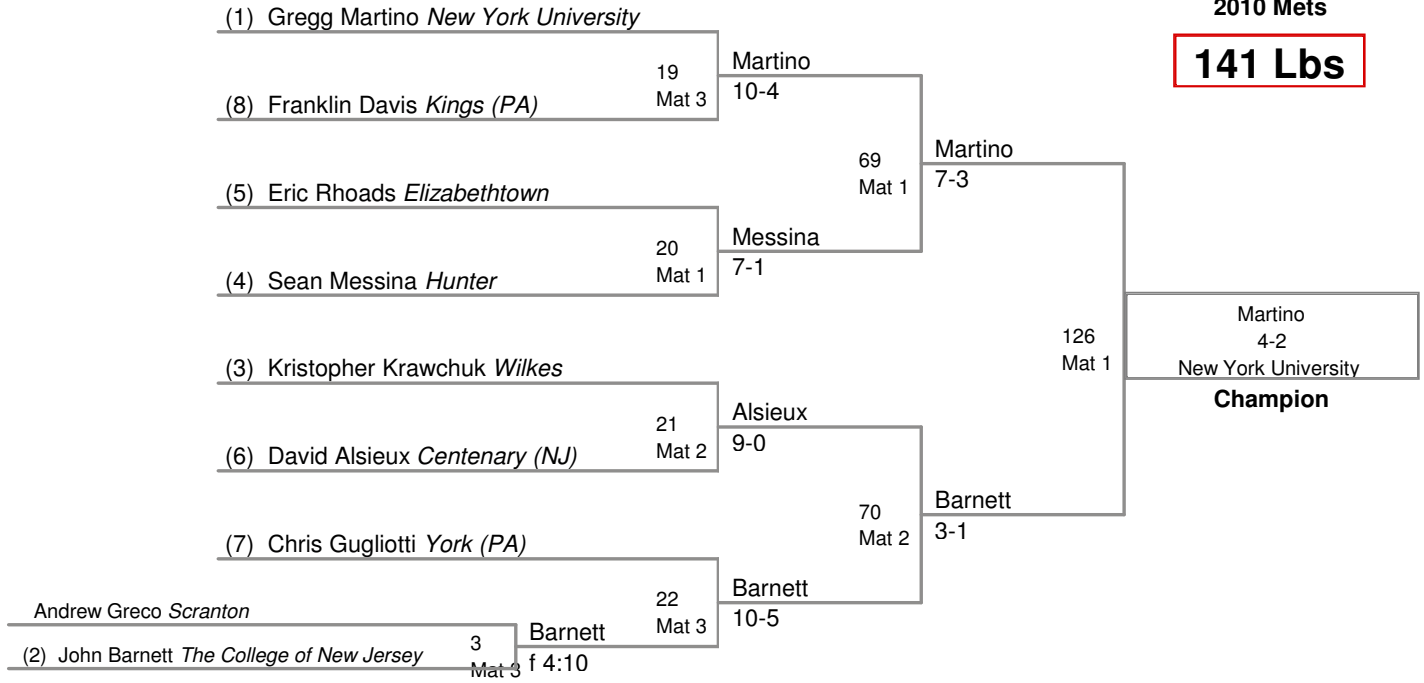 2010 Mets
141 Lbs
(1) Gregg Martino New York University
19
Mat 3
Martino
10-4
(8) Franklin Davis Kings (PA)
69
Mat 1
Martino
7-3
(5) Eric Rhoads Elizabethtown
20
Mat 1
Messina
7-1
(4) Sean Messina Hunter
126
Mat 1
Martino
4-2
New York University
Champion
(3) Kristopher Krawchuk Wilkes
21
Mat 2
Alsieux
9-0
(6) David Alsieux Centenary (NJ)
70
Mat 2
Barnett
3-1
(7) Chris Gugliotti York (PA)
22
Mat 3
Barnett
10-5
Andrew Greco Scranton
3
Mat 3
Barnett
f 4:10
(2) John Barnett The College of New Jersey